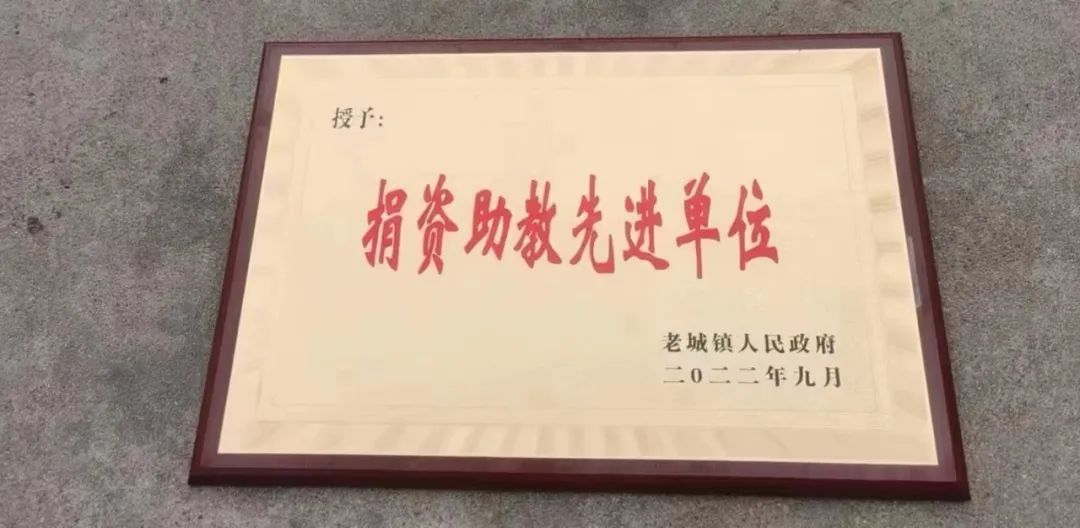 授予:
捐资助教先进单位
老城镇人民政府
二0二二年九月